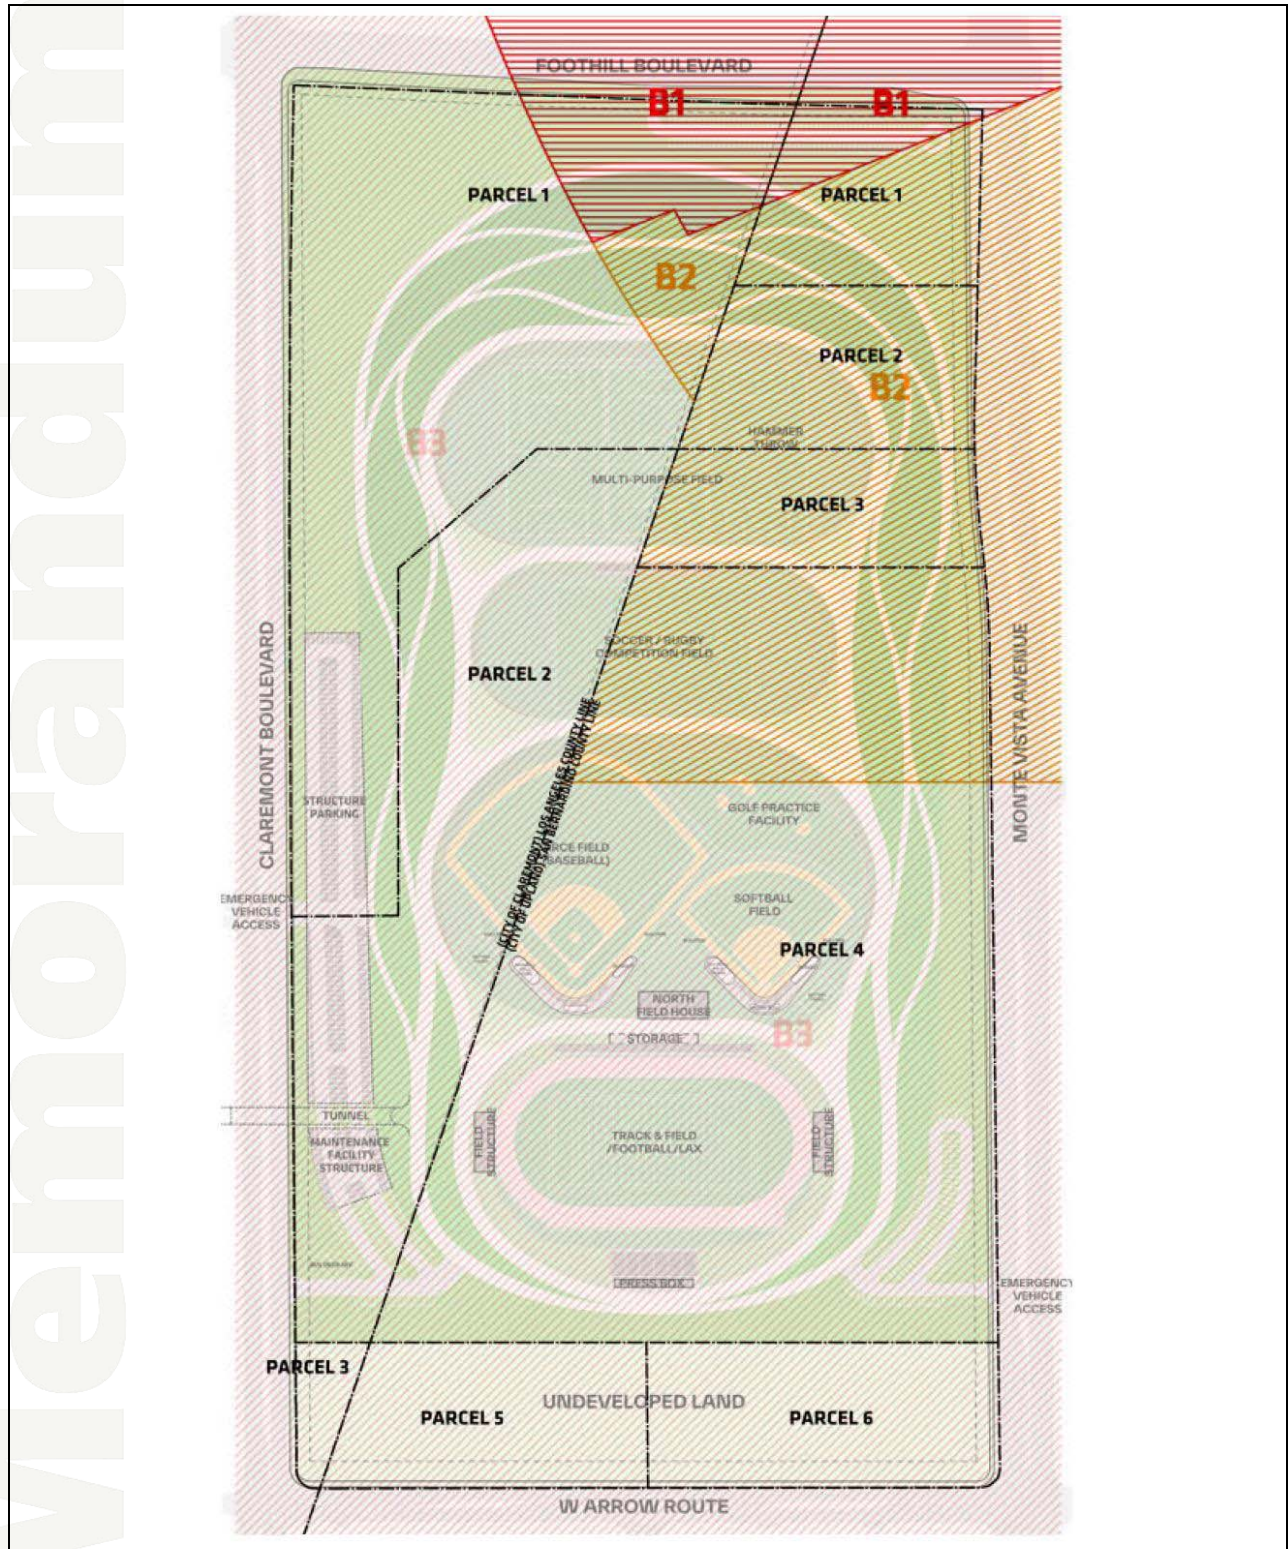 Memorandum
FOOTHILL BOULEVARD
B1
B1
PARCEL 1
PARCEL 1
B2
PARCEL 2
B2
HAMMER
THROW
B3
MULTI-PURPOSE FIELD
PARCEL 3
SOCCER / RUGBY
COMPETITION FIELD
PARCEL 2
CLAREMONT BOULEVARD
MONTE VISTA AVENUE
(CITY OF CLAREMONT) LOS ANGELES COUNTY LINE
(CITY OF UPLAND) SAN BERNARDINO COUNTY LINE
STRUCTURE
PARKING
GOLF PRACTICE
FACILITY
RCE FIELD
(BASEBALL)
EMERGENCY
VEHICLE
ACCESS
SOFTBALL
FIELD
PARCEL 4
NORTH
FIELD HOUSE
STORAGE
B3
TUNNEL
MAINTENANCE
FACILITY
STRUCTURE
FIELD
STRUCTURE
TRACK & FIELD
/FOOTBALL/LAX
FIELD
STRUCTURE
PRESS BOX
EMERGENCY
VEHICLE
ACCESS
PARCEL 3
UNDEVELOPED LAND
PARCEL 5
PARCEL 6
W ARROW ROUTE